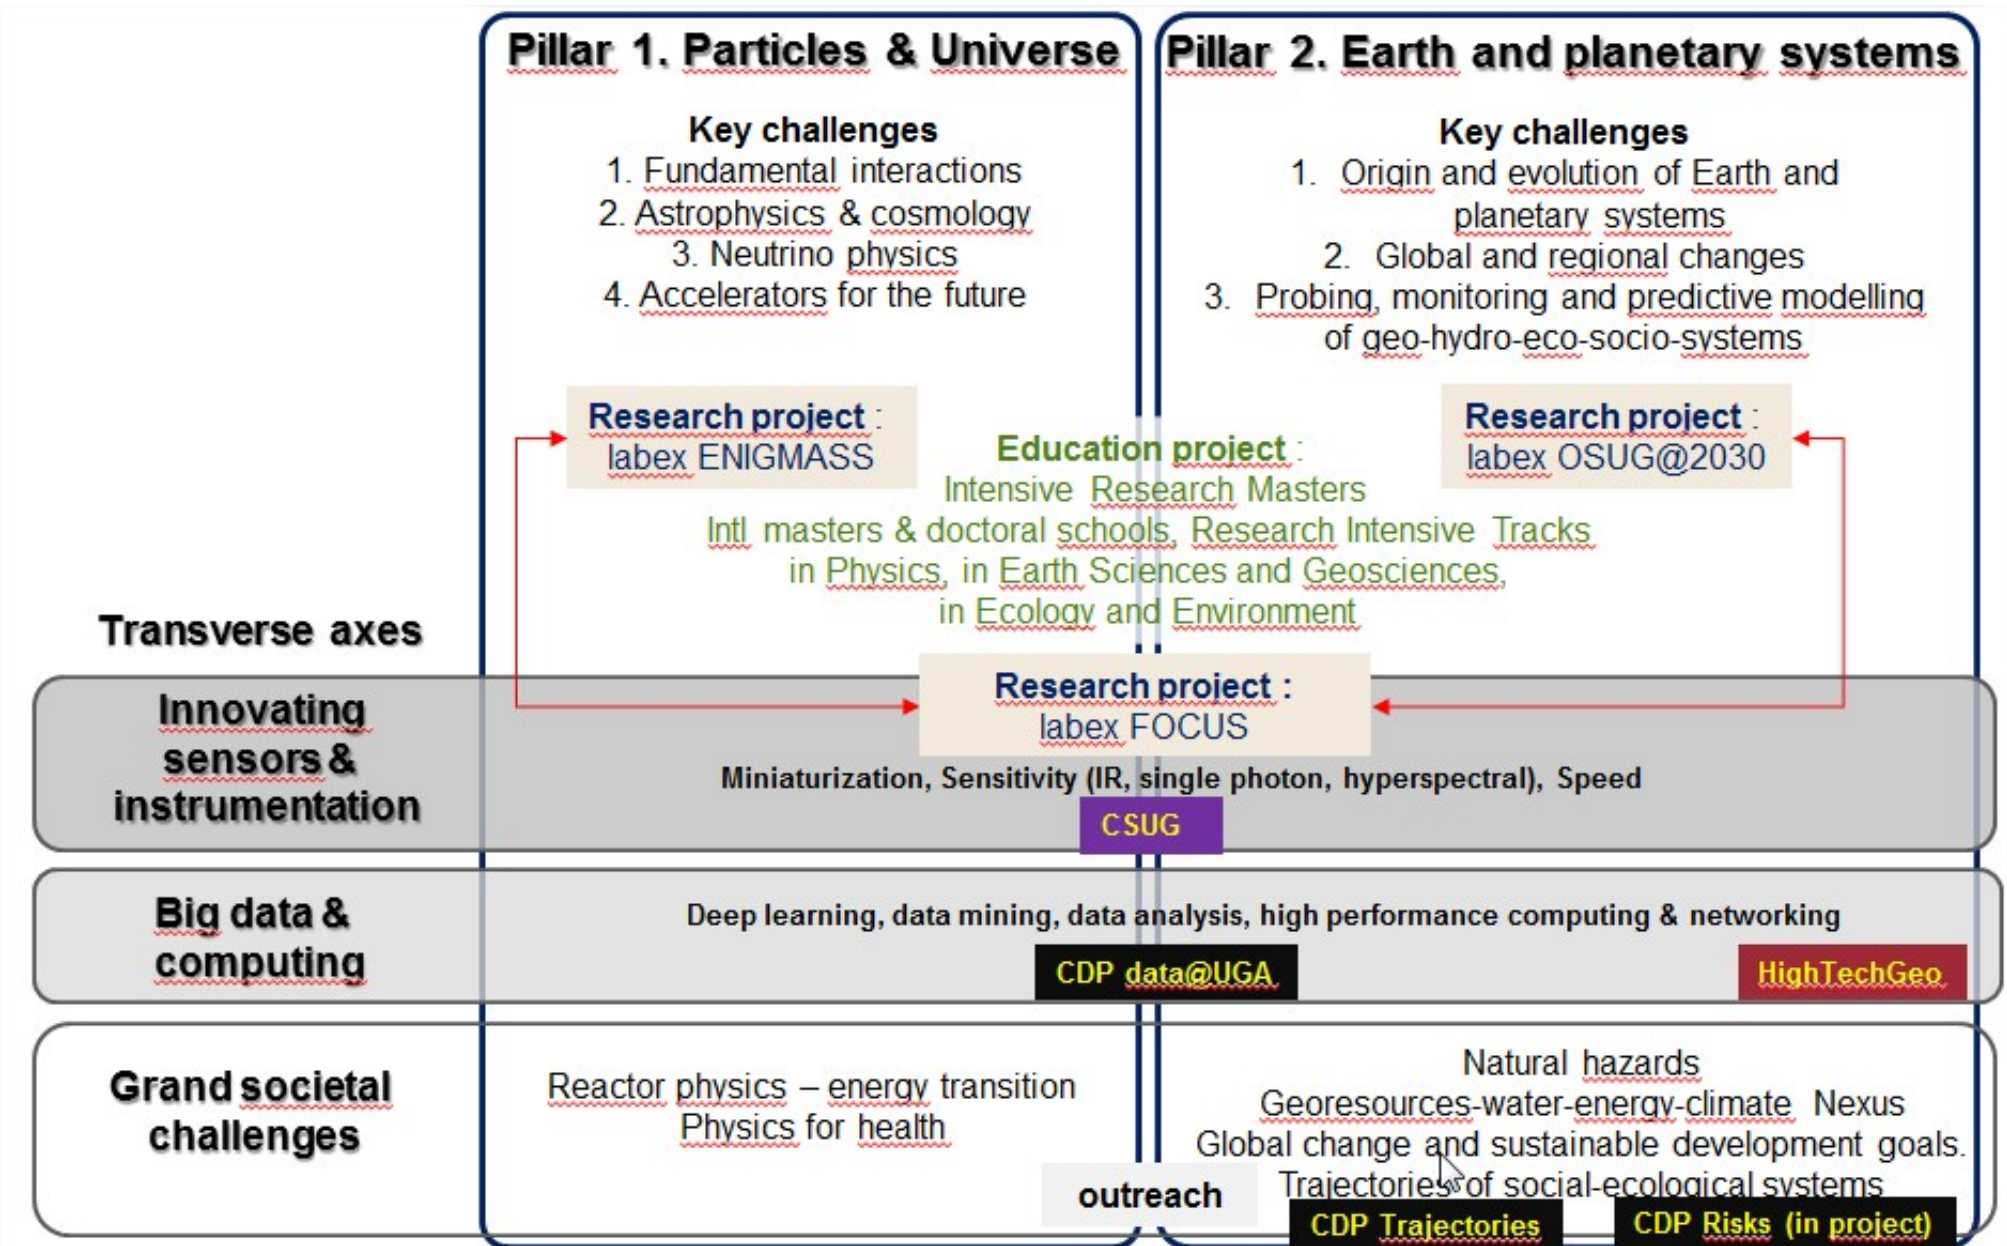 Pillar 1. Particles & Universe
Key challenges
1. Fundamental interactions
2. Astrophysics & cosmology
3. Neutrino physics
4. Accelerators for the future
Research project :
labex ENIGMASS
Pillar 2. Earth and planetary systems
Key challenges
1. Origin and evolution of Earth and
planetary systems
2. Global and regional changes
3. Probing, monitoring and predictive modelling
of geo-hydro-eco-socio-systems
Research project :
labex OSUG@2030
Education project :
Intensive Research Masters
Intl masters & doctoral schools, Research Intensive Tracks
in Physics, in Earth Sciences and Geosciences,
in Ecology and Environment
Transverse axes
Innovating
sensors &
instrumentation
Research project :
labex FOCUS
Miniaturization, Sensitivity (IR, single photon, hyperspectral), Speed
CSUG
Big data &
computing
Deep learning, data mining, data analysis, high performance computing & networking
CDP data@UGA
HighTechGeo
Grand societal
challenges
Reactor physics – energy transition
Physics for health
Natural hazards
Georesources-water-energy-climate Nexus
Global change and sustainable development goals.
Trajectories of social-ecological systems
outreach
CDP Trajectories
CDP Risks (in project)